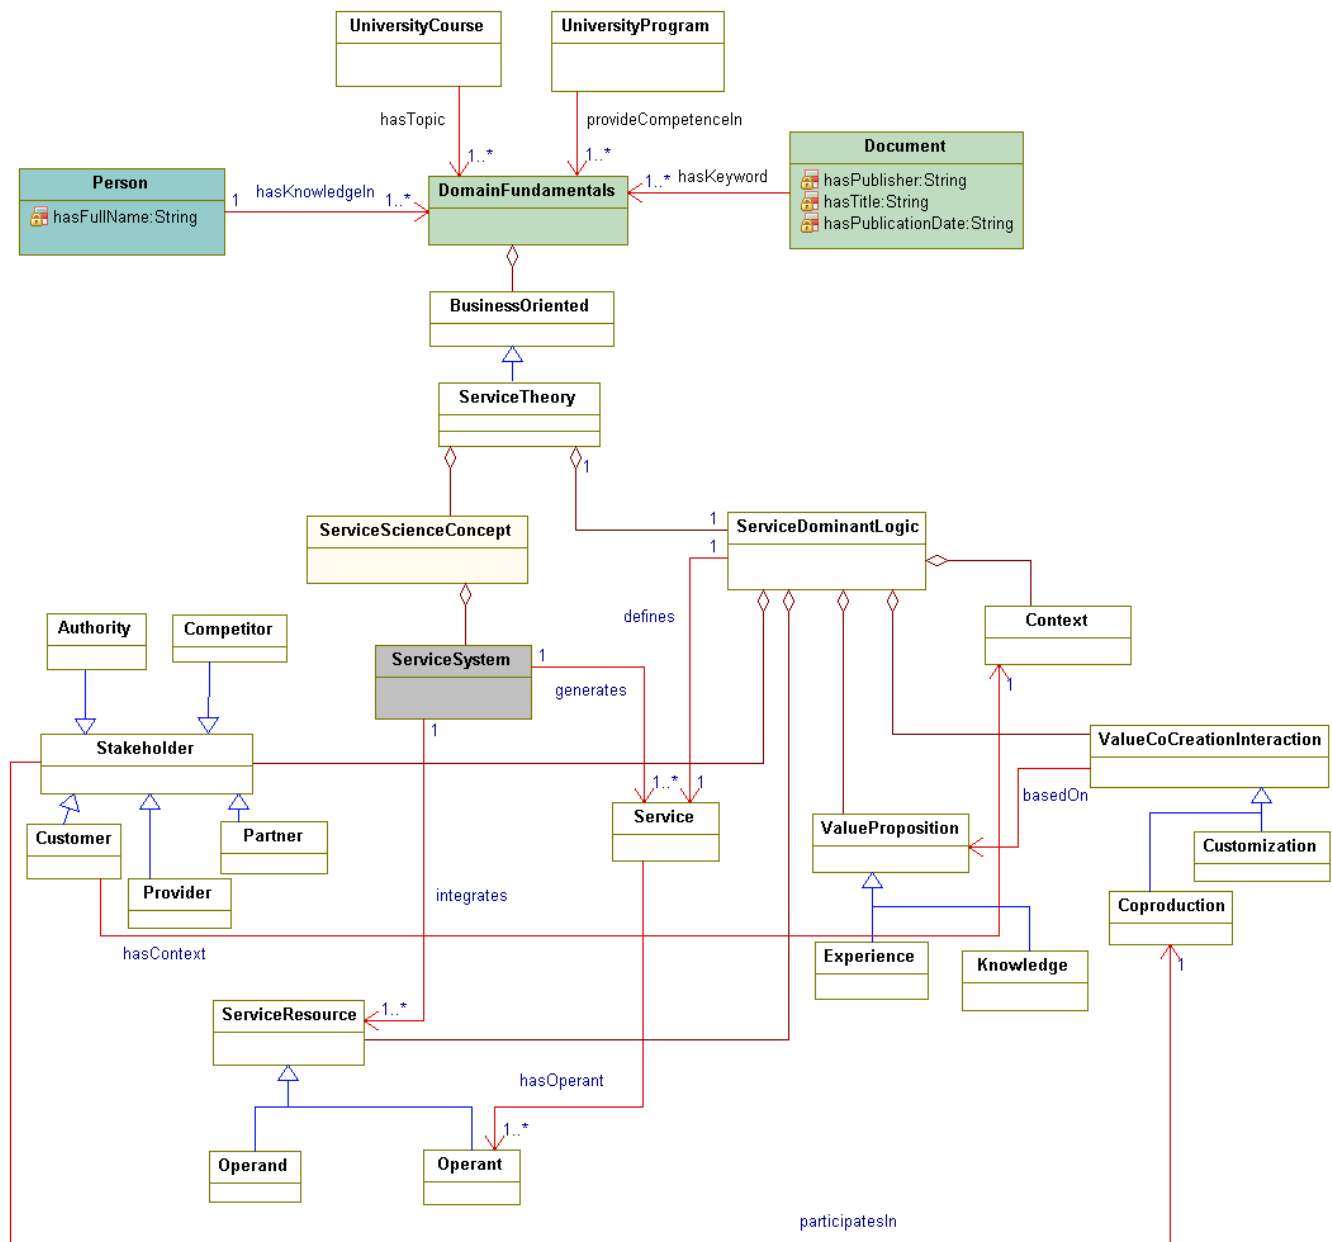 UniversityCourse
UniversityProgram
hasTopic
provideCompetenceIn
1..*
1..*
Document
hasPublisher:String
hasTitle:String
hasPublicationDate:String
Person
hasFullName:String
1
hasKnowledgeIn
1..*
DomainFundamentals
1..*
hasKeyword
BusinessOriented
ServiceTheory
1
ServiceScienceConcept
1
ServiceDominantLogic
1
defines
Context
1
Authority
Competitor
ServiceSystem
1
generates
1
Stakeholder
ValueCoCreationInteraction
1..*
1
basedOn
Customer
Partner
Provider
Service
ValueProposition
Customization
Coproduction
1
integrates
hasContext
Experience
Knowledge
ServiceResource
1..*
hasOperant
1..*
Operand
Operant
participatesIn